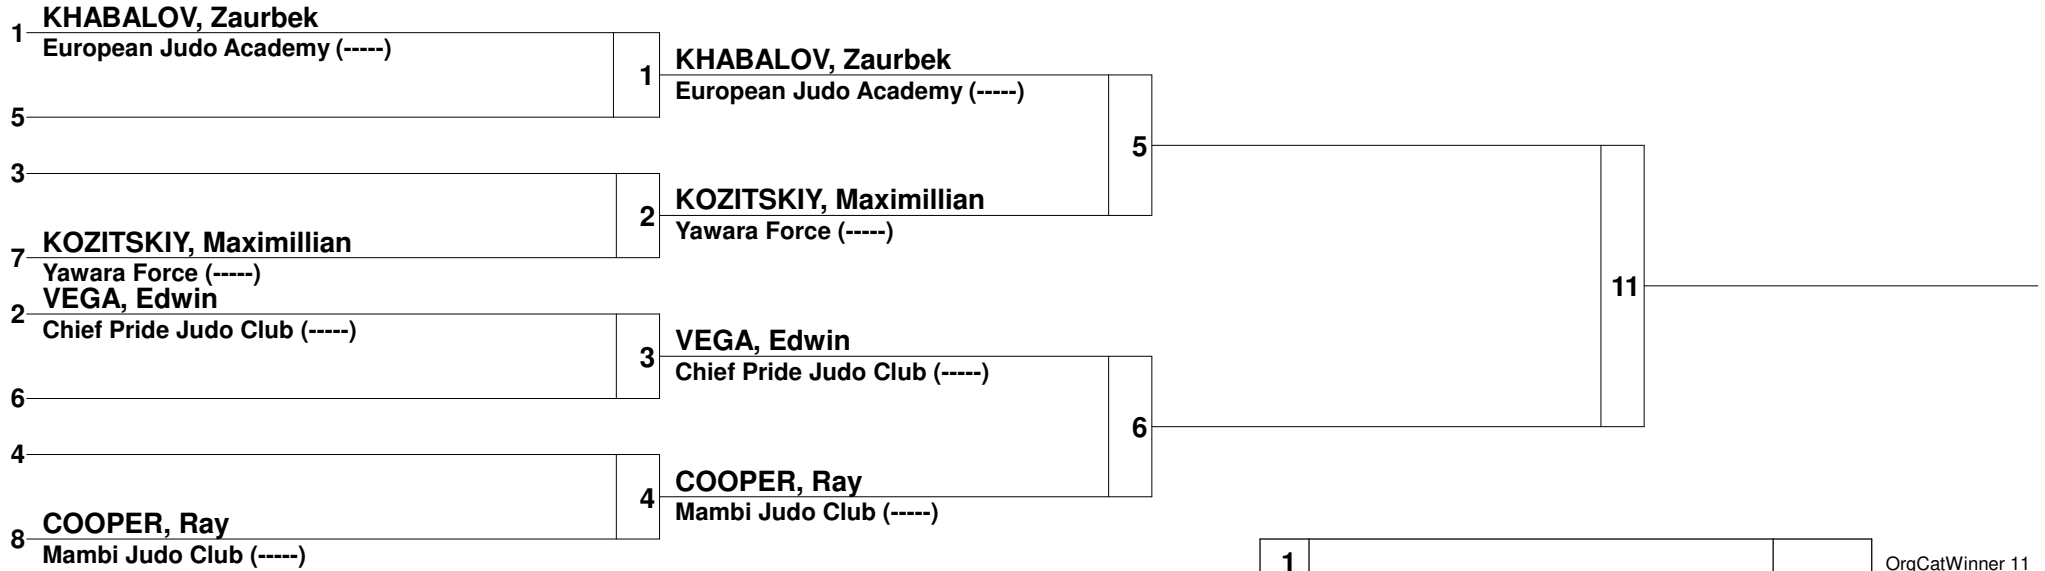 KHABALOV, Zaurbek
1
European Judo Academy (-----)
5
3
KOZITSKIY, Maximillian
7
Yawara Force (-----)
VEGA, Edwin
2
Chief Pride Judo Club (-----)
6
4
COOPER, Ray
8
Mambi Judo Club (-----)
1
KHABALOV, Zaurbek
European Judo Academy (-----)
2
KOZITSKIY, Maximillian
Yawara Force (-----)
3
VEGA, Edwin
Chief Pride Judo Club (-----)
4
COOPER, Ray
Mambi Judo Club (-----)
5
6
11
1
OrgCatWinner 11